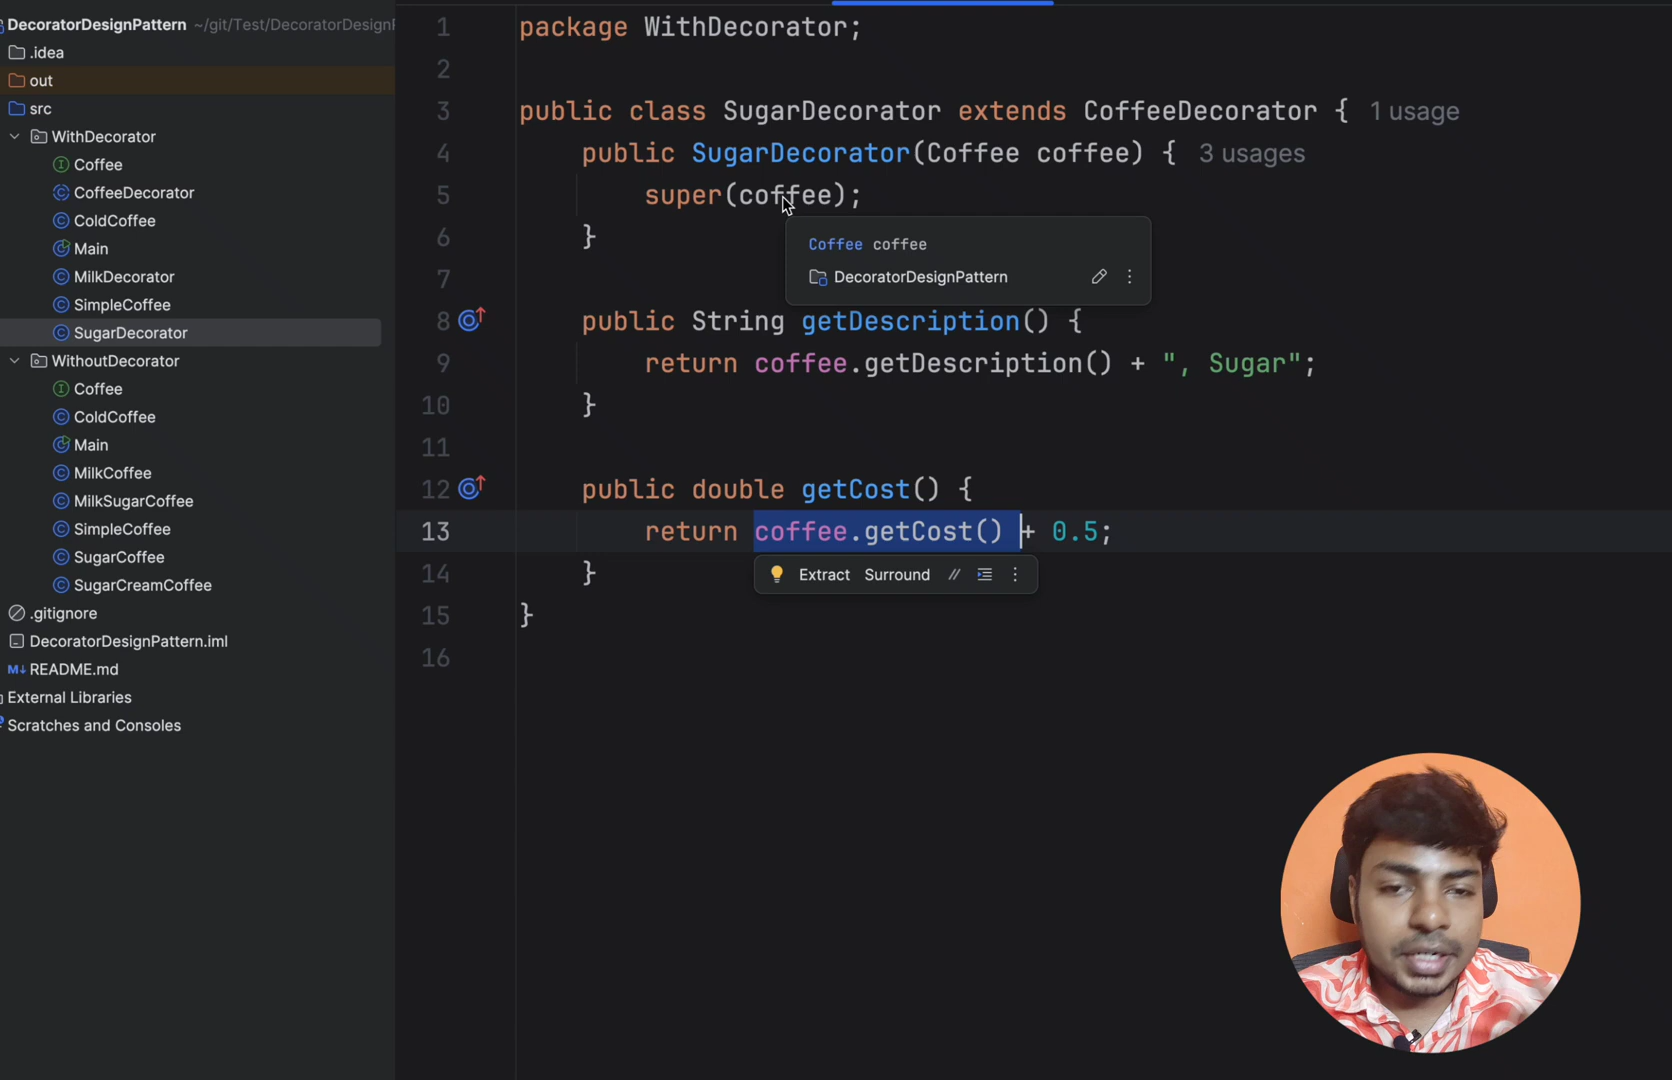 DecoratorDesignPattern ~/git/Test/DecoratorDesignP
.idea
out
src
WithDecorator
Coffee
CoffeeDecorator
ColdCoffee
Main
MilkDecorator
SimpleCoffee
SugarDecorator
WithoutDecorator
Coffee
ColdCoffee
Main
MilkCoffee
MilkSugarCoffee
SimpleCoffee
SugarCoffee
SugarCreamCoffee
.gitignore
DecoratorDesignPattern.iml
M↓ README.md
External Libraries
Scratches and Consoles
1 package WithDecorator;
2
3 public class SugarDecorator extends CoffeeDecorator { 1 usage
4 public SugarDecorator(Coffee coffee) { 3 usages
5 super(coffee);
6 }
Coffee coffee
DecoratorDesignPattern
7
8 public String getDescription() {
9 return coffee.getDescription() + ", Sugar";
10 }
11
12 public double getCost() {
13 return coffee.getCost() + 0.5;
14 }
Extract Surround //
15 }
16